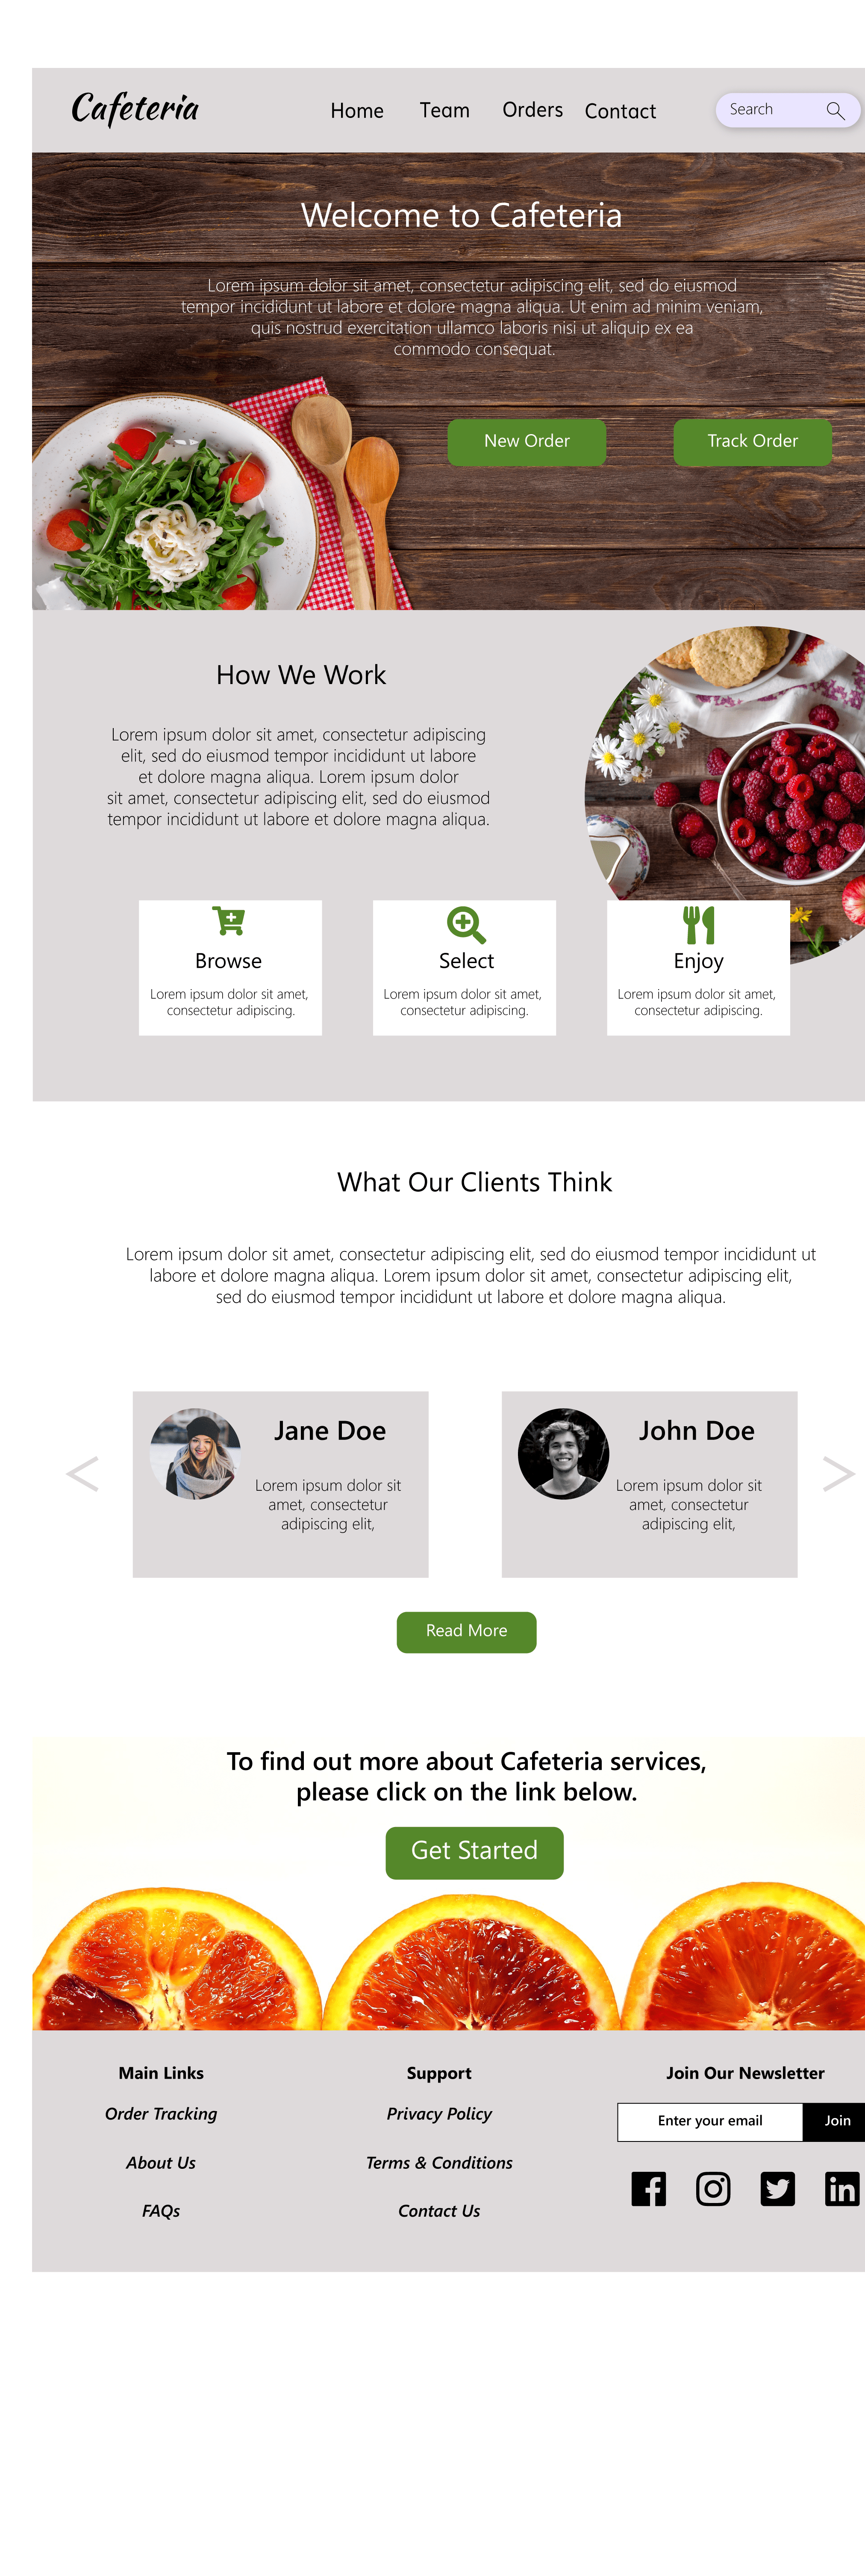 Cafeteria
Home Team Orders Contact
Search
Welcome to Cafeteria
Lorem ipsum dolor sit amet, consectetur adipiscing elit, sed do eiusmod
tempor incididunt ut labore et dolore magna aliqua. Ut enim ad minim veniam,
quis nostrud exercitation ullamco laboris nisi ut aliquip ex ea
commodo consequat.
New Order
Track Order
How We Work
Lorem ipsum dolor sit amet, consectetur adipiscing
elit, sed do eiusmod tempor incididunt ut labore
et dolore magna aliqua. Lorem ipsum dolor
sit amet, consectetur adipiscing elit, sed do eiusmod
tempor incididunt ut labore et dolore magna aliqua.
Browse
Lorem ipsum dolor sit amet,
consectetur adipiscing.
Select
Lorem ipsum dolor sit amet,
consectetur adipiscing.
Enjoy
Lorem ipsum dolor sit amet,
consectetur adipiscing.
What Our Clients Think
Lorem ipsum dolor sit amet, consectetur adipiscing elit, sed do eiusmod tempor incididunt ut
labore et dolore magna aliqua. Lorem ipsum dolor sit amet, consectetur adipiscing elit,
sed do eiusmod tempor incididunt ut labore et dolore magna aliqua.
Jane Doe
Lorem ipsum dolor sit
amet, consectetur
adipiscing elit,
John Doe
Lorem ipsum dolor sit
amet, consectetur
adipiscing elit,
Read More
To find out more about Cafeteria services,
please click on the link below.
Get Started
Main Links
Order Tracking
About Us
FAQs
Support
Privacy Policy
Terms & Conditions
Contact Us
Join Our Newsletter
Enter your email
Join